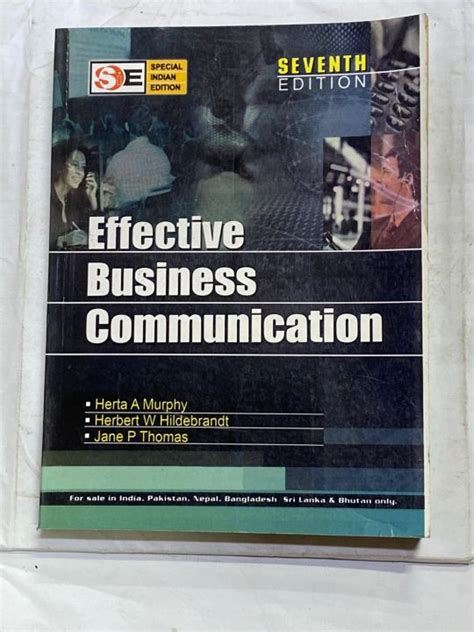 SIE
SPECIAL
INDIAN
EDITION
SEVENTH
EDITION
Effective
Business
Communication
Herta A Murphy
Herbert W Hildebrandt
Jane P Thomas
For sale in India, Pakistan, Nepal, Bangladesh Sri Lanka & Bhutan only.